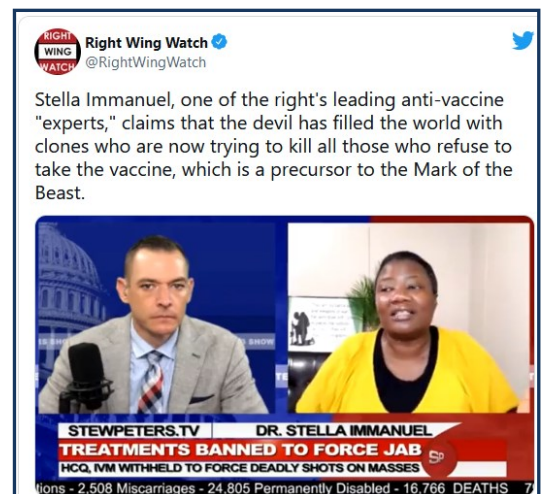 RIGHT
WING
WATCH
Right Wing Watch
@RightWingWatch
Stella Immanuel, one of the right's leading anti-vaccine
"experts," claims that the devil has filled the world with
clones who are now trying to kill all those who refuse to
take the vaccine, which is a precursor to the Mark of the
Beast.
STEWPETERS.TV
DR. STELLA IMMANUEL
TREATMENTS BANNED TO FORCE JAB
SP
HCQ, IVM WITHHELD TO FORCE DEADLY SHOTS ON MASSES
tions - 2,508 Miscarriages - 24,805 Permanently Disabled - 16,766 DEATHS